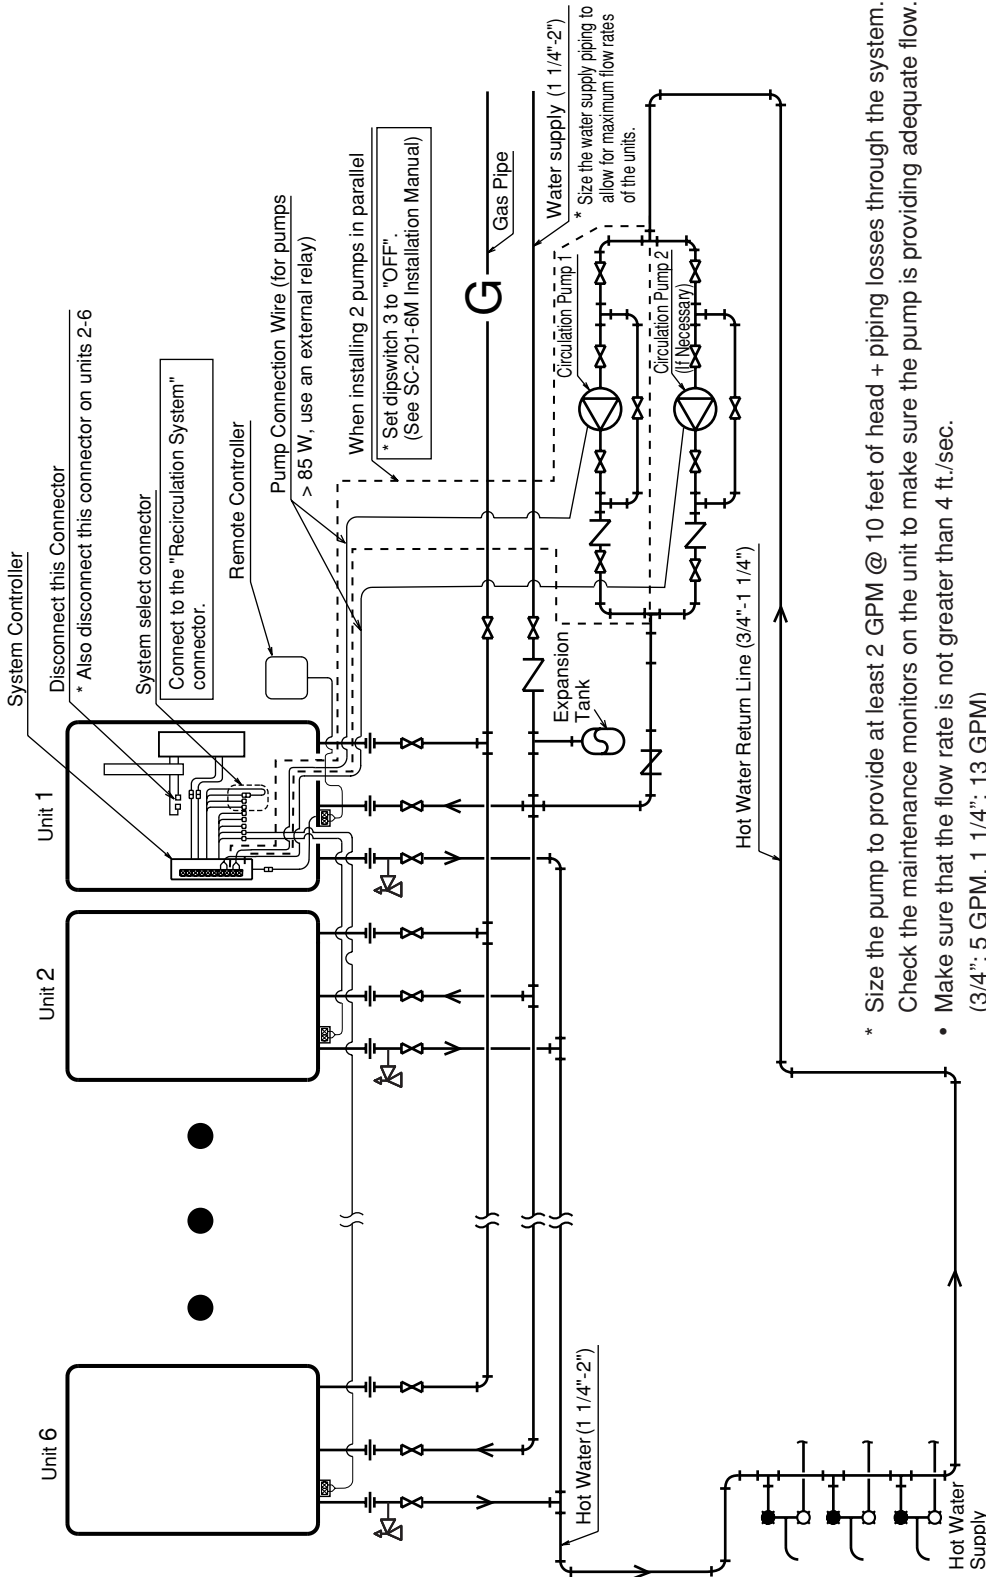 System Controller
Disconnect this Connector
* Also disconnect this connector on units 2-6
System select connector
Connect to the "Recirculation System"
connector.
Remote Controller
Pump Connection Wire (for pumps
> 85 W, use an external relay)
When installing 2 pumps in parallel
* Set dipswitch 3 to "OFF".
(See SC-201-6M Installation Manual)
G
Gas Pipe
Water supply (1 1/4"-2")
* Size the water supply piping to
allow for maximum flow rates
of the units.
Unit 1
Unit 2
Unit 6
Expansion
Tank
Circulation Pump 1
Circulation Pump 2
(If Necessary)
Hot Water Return Line (3/4"-1 1/4")
Hot Water (1 1/4"-2")
Hot Water
Supply
* Size the pump to provide at least 2 GPM @ 10 feet of head + piping losses through the system.
Check the maintenance monitors on the unit to make sure the pump is providing adequate flow.
• Make sure that the flow rate is not greater than 4 ft./sec.
(3/4”: 5 GPM, 1 1/4”: 13 GPM)